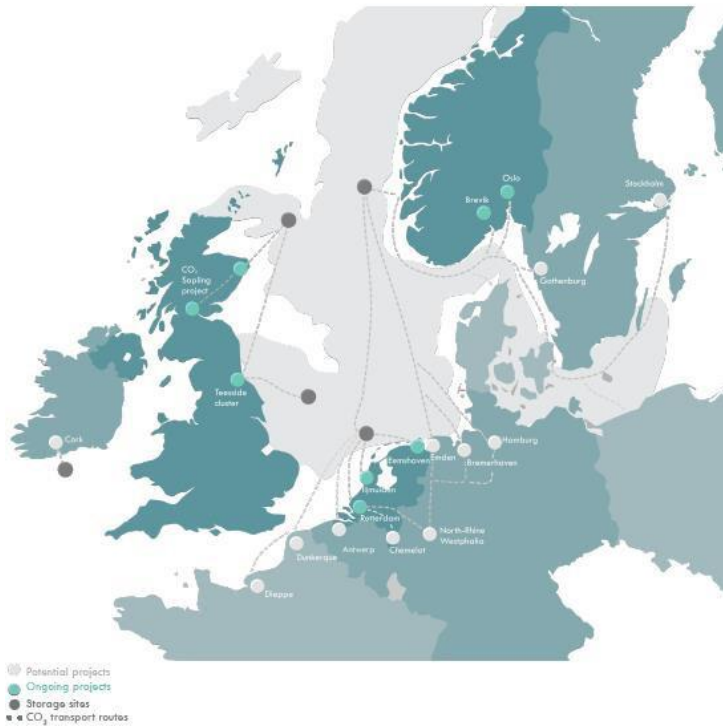 Oslo
Brevik
Stockholm
CO₂
Sapling
project
Gothenburg
Teesside
cluster
Cork
Hamburg
Eemshaven
Emden
Bremerhaven
Ijmuiden
Rotterdam
North-Rhine
Westphalia
Antwerp
Chemelot
Dunkerque
Dieppe
Potential projects
Ongoing projects
Storage sites
CO₂ transport routes